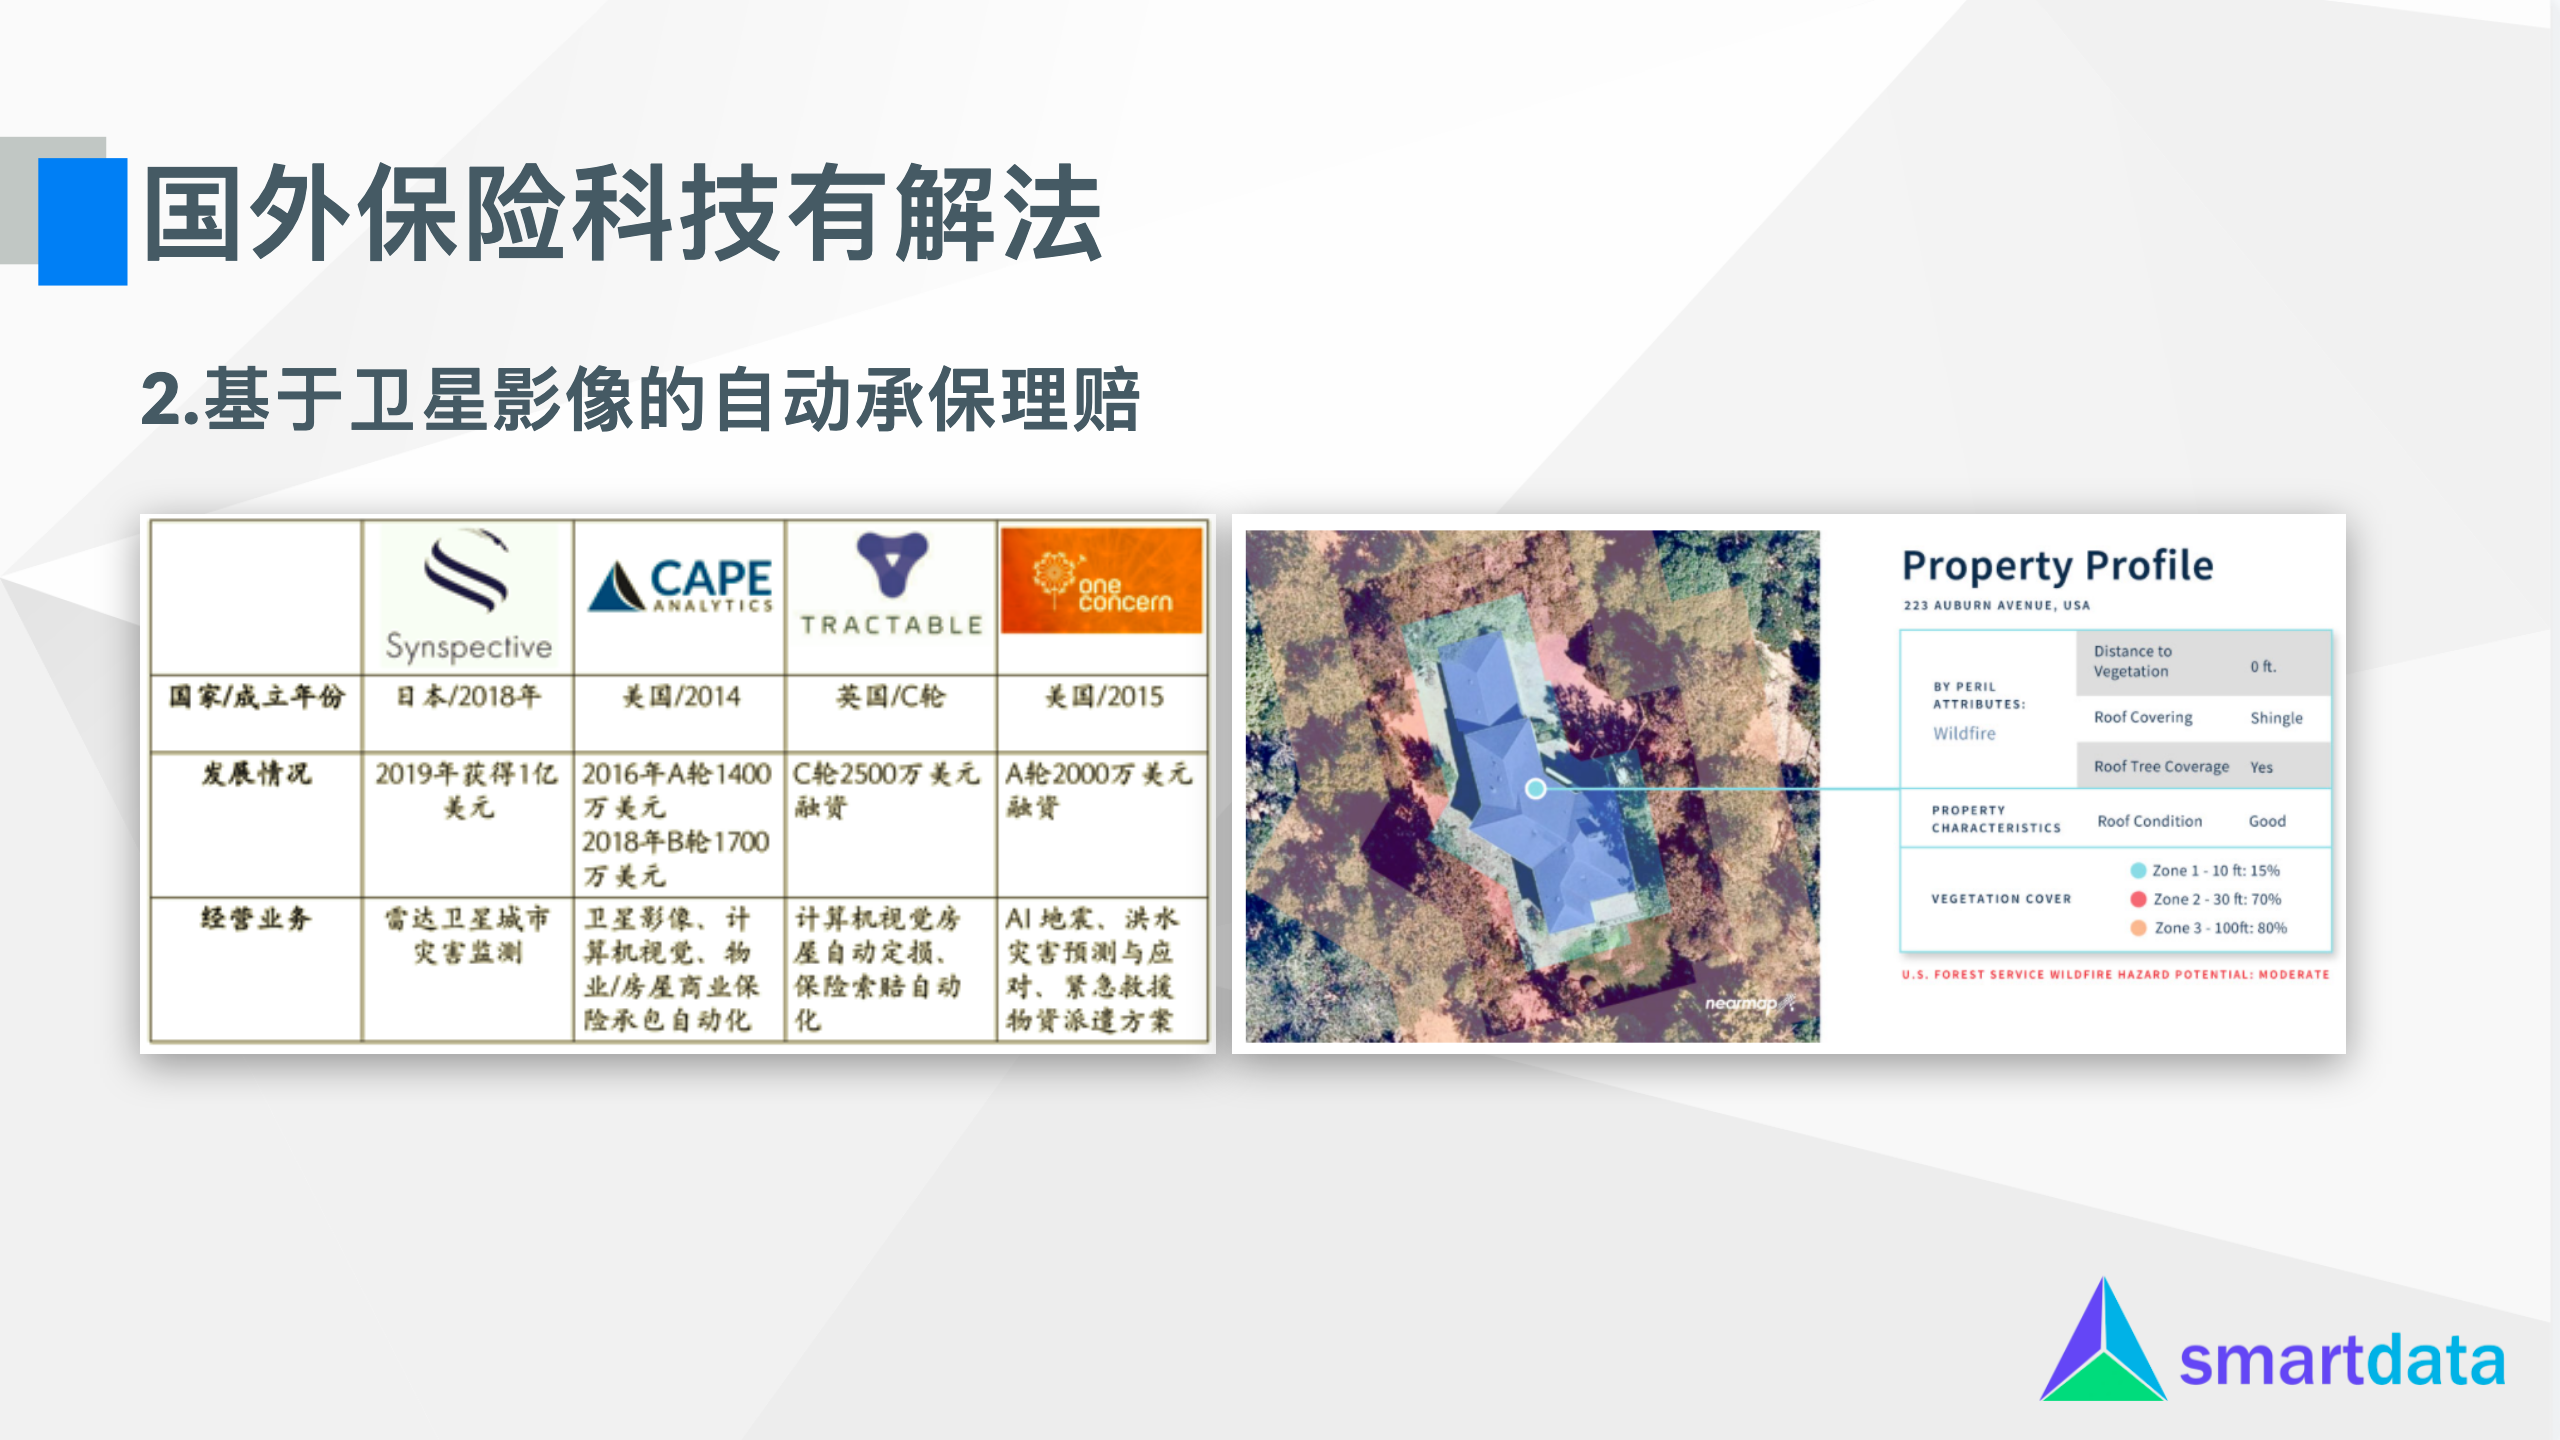 国外保险科技有解法
2.基于卫星影像的自动承保理赔
Synspective
CAPE
ANALYTICS
TRACTABLE
one
concern
国家/成立年份
日本/2018年
美国/2014
英国/C轮
美国/2015
发展情况
2019年获得1亿
美元
2016年A轮1400
万美元
2018年B轮1700
万美元
C轮2500万美元
融资
A轮2000万美元
融资
经营业务
雷达卫星城市
灾害监测
卫星影像、计
算机视觉、物
业/房屋商业保
险承包自动化
计算机视觉房
屋自动定损、
保险索赔自动
化
AI 地震、洪水
灾害预测与应
对、紧急救援
物资派遣方案
nearmap
Property Profile
223 AUBURN AVENUE, USA
BY PERIL
ATTRIBUTES:
Wildfire
Distance to
Vegetation
0 ft.
Roof Covering
Shingle
Roof Tree Coverage
Yes
PROPERTY
CHARACTERISTICS
Roof Condition
Good
VEGETATION COVER
Zone 1 - 10 ft: 15%
Zone 2 - 30 ft: 70%
Zone 3 - 100ft: 80%
U.S. FOREST SERVICE WILDFIRE HAZARD POTENTIAL: MODERATE
smartdata